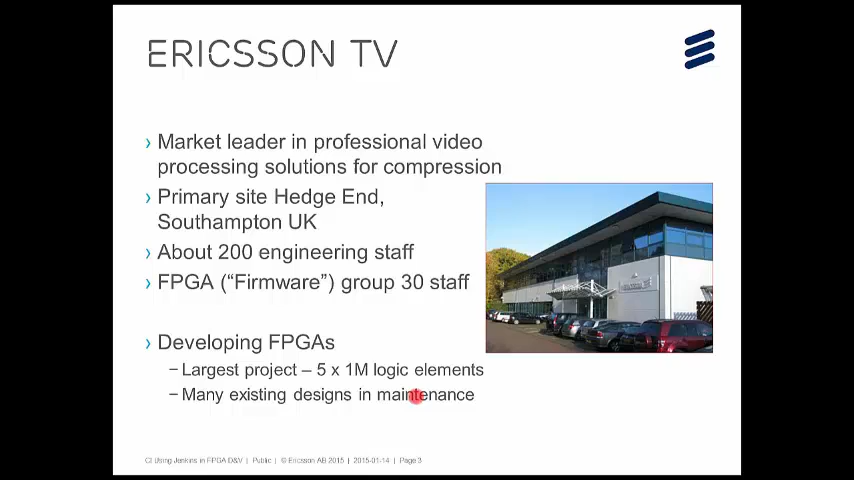 ERICSSON TV
› Market leader in professional video
processing solutions for compression
› Primary site Hedge End,
Southampton UK
› About 200 engineering staff
› FPGA (“Firmware”) group 30 staff
› Developing FPGAs
– Largest project – 5 x 1M logic elements
– Many existing designs in maintenance
CI Using Jenkins in FPGA D&V | Public | © Ericsson AB 2015 | 2015-01-14 | Page 3